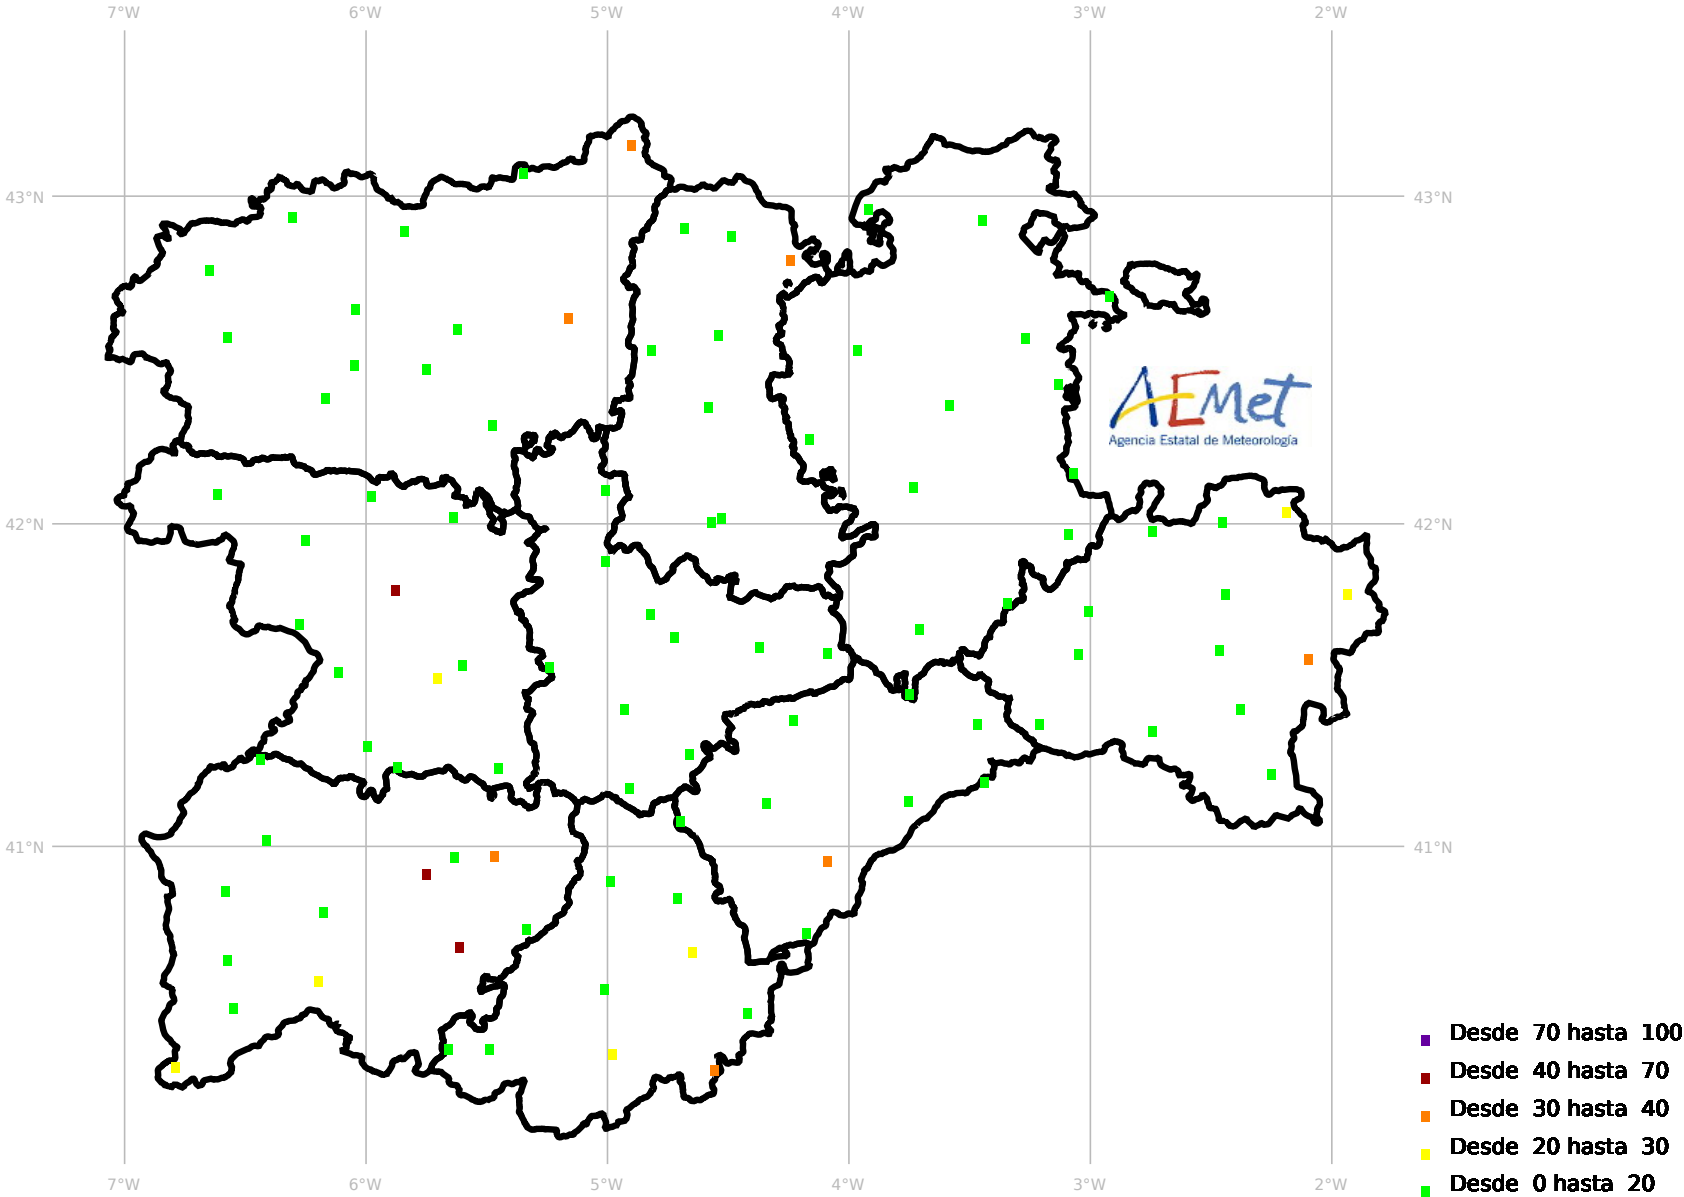 7°W 6°W 5°W 4°W 3°W 2°W
43°N 43°N
AEMet
Agencia Estatal de Meteorología
42°N 42°N
41°N 41°N
Desde 70 hasta 100
Desde 40 hasta 70
Desde 30 hasta 40
Desde 20 hasta 30
Desde 0 hasta 20
7°W 6°W 5°W 4°W 3°W 2°W